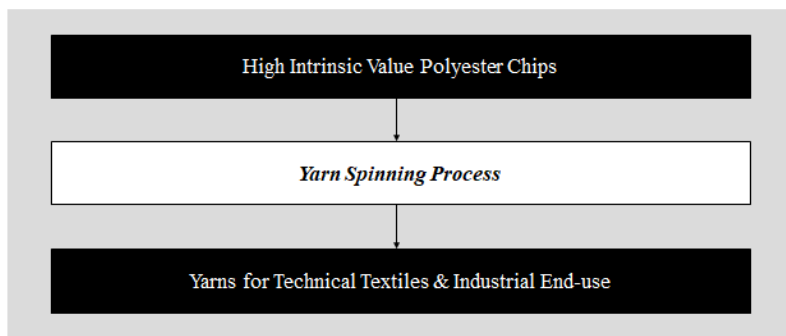 High Intrinsic Value Polyester Chips
Yarn Spinning Process
Yarns for Technical Textiles & Industrial End-use